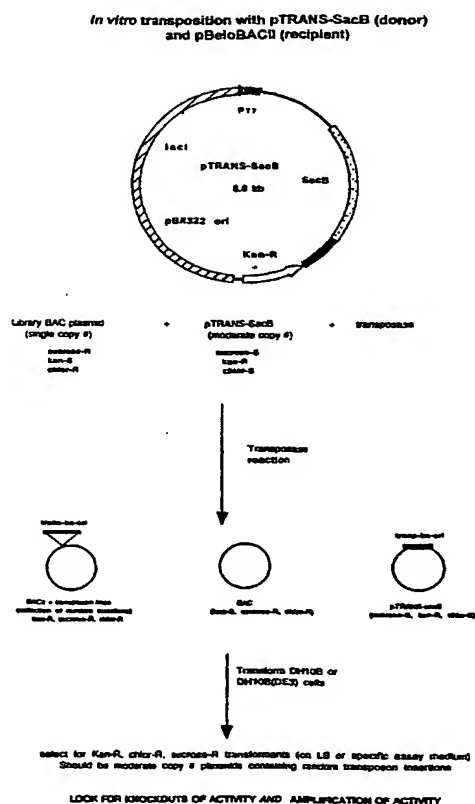 In vitro transposition with pTRANS-SacB (donor)
and pBeloBACII (recipient)
PT7
lacI
pTRANS-SacB
SacB
6.8 kb
pBR322 ori
Kan-R
Library BAC plasmid + pTRANS-SacB + transposase
(single copy #) (moderate copy #)
sucrose-R sucrose-S
kan-S kan-R
chlor-R chlor-S
Transposase
reaction
BAC
(kan-S, sucrose-R, chlor-R)
pTRANS-SacB
(sucrose-S, kan-R, chlor-S)
kan-R, sucrose-R, chlor-R
Transform DH10B or
DH10B(DE3) cells
select for Kan-R, chlor-R, sucrose-R transformants (on LB or specific assay medium)
Should be moderate copy # plasmids containing random transposon insertions
LOOK FOR KNOCKOUTS OF ACTIVITY AND AMPLIFICATION OF ACTIVITY